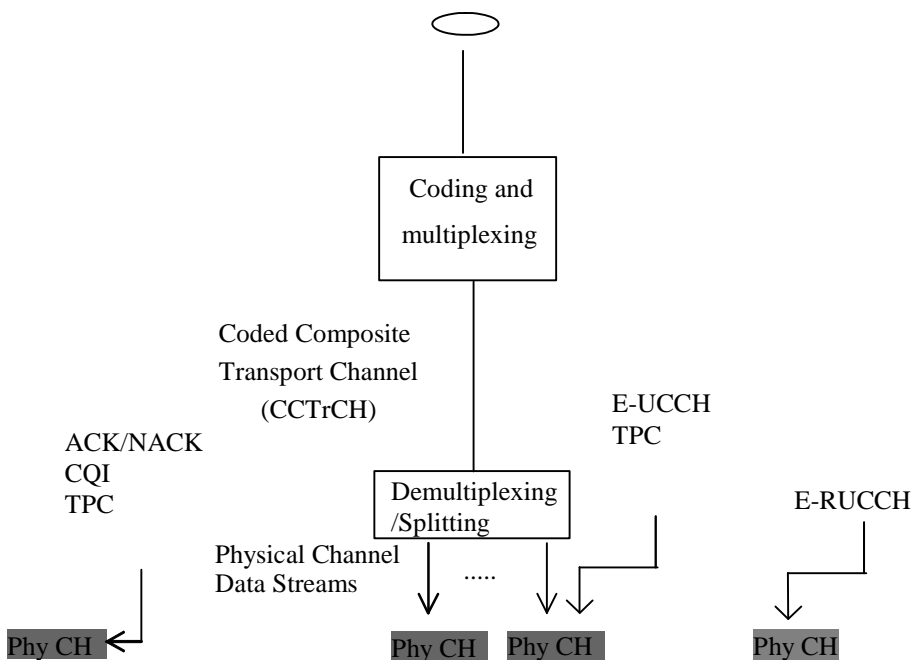 Coding and
multiplexing
Coded Composite
Transport Channel
(CCTrCH)
E-UCCH
TPC
ACK/NACK
CQI
TPC
Demultiplexing
/Splitting
E-RUCCH
Physical Channel
Data Streams
.....
Phy CH
Phy CH
Phy CH
Phy CH